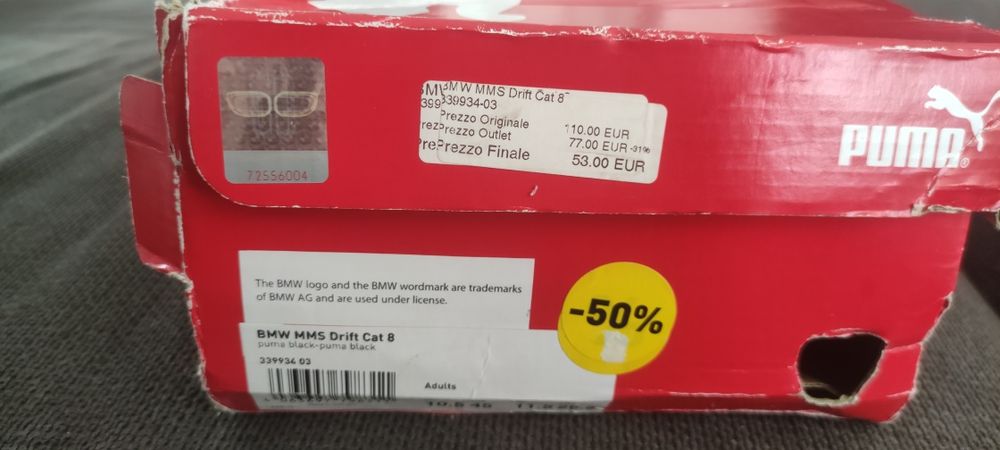 72556004
BMW MMS Drift Cat 8
339934-03
Prezzo Originale 110.00 EUR
Prezzo Outlet 77.00 EUR -31%
Prezzo Finale 53.00 EUR
PUMA®
The BMW logo and the BMW wordmark are trademarks
of BMW AG and are used under license.
-50%
BMW MMS Drift Cat 8
puma black-puma black
339934 03
Adults